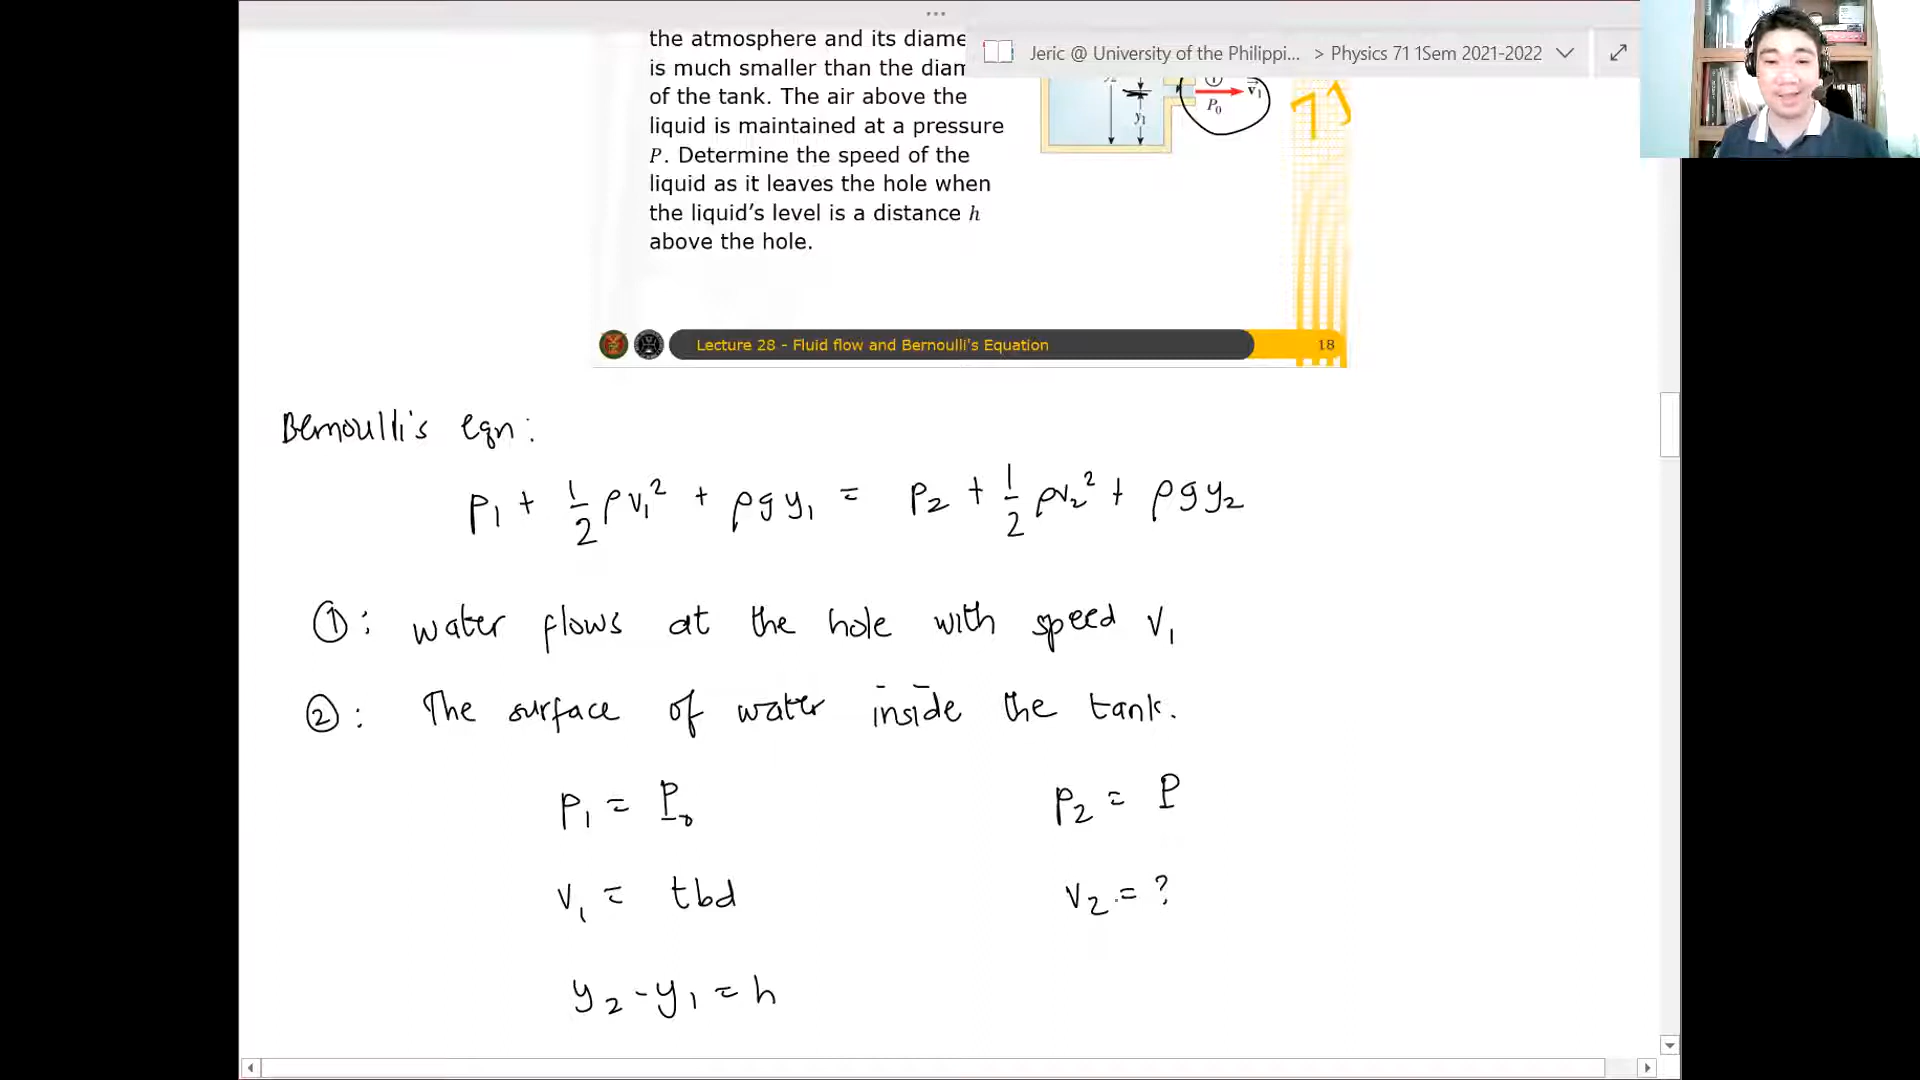 ...
the atmosphere and its diame
Jeric @ University of the Philippi... > Physics 71 1Sem 2021-2022
is much smaller than the diam
of the tank. The air above the
liquid is maintained at a pressure
P. Determine the speed of the
liquid as it leaves the hole when
the liquid's level is a distance h
above the hole.
1
v₁
P₀
y₁
71
Lecture 28 - Fluid flow and Bernoulli's Equation
18
Bernoulli's eqn:
p₁ + 1/2 ρv₁² + ρgy₁ = p₂ + 1/2 ρv₂² + ρgy₂
①: water flows at the hole with speed v₁
②: The surface of water inside the tank.
p₁ = P₀ p₂ = P
v₁ = tbd v₂ = ?
y₂ - y₁ = h